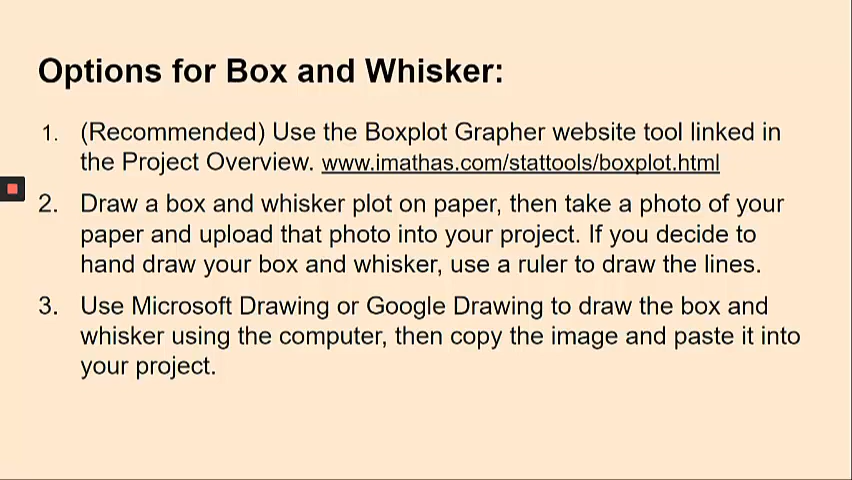 Options for Box and Whisker:
1. (Recommended) Use the Boxplot Grapher website tool linked in
the Project Overview. www.imathas.com/stattools/boxplot.html
2. Draw a box and whisker plot on paper, then take a photo of your
paper and upload that photo into your project. If you decide to
hand draw your box and whisker, use a ruler to draw the lines.
3. Use Microsoft Drawing or Google Drawing to draw the box and
whisker using the computer, then copy the image and paste it into
your project.